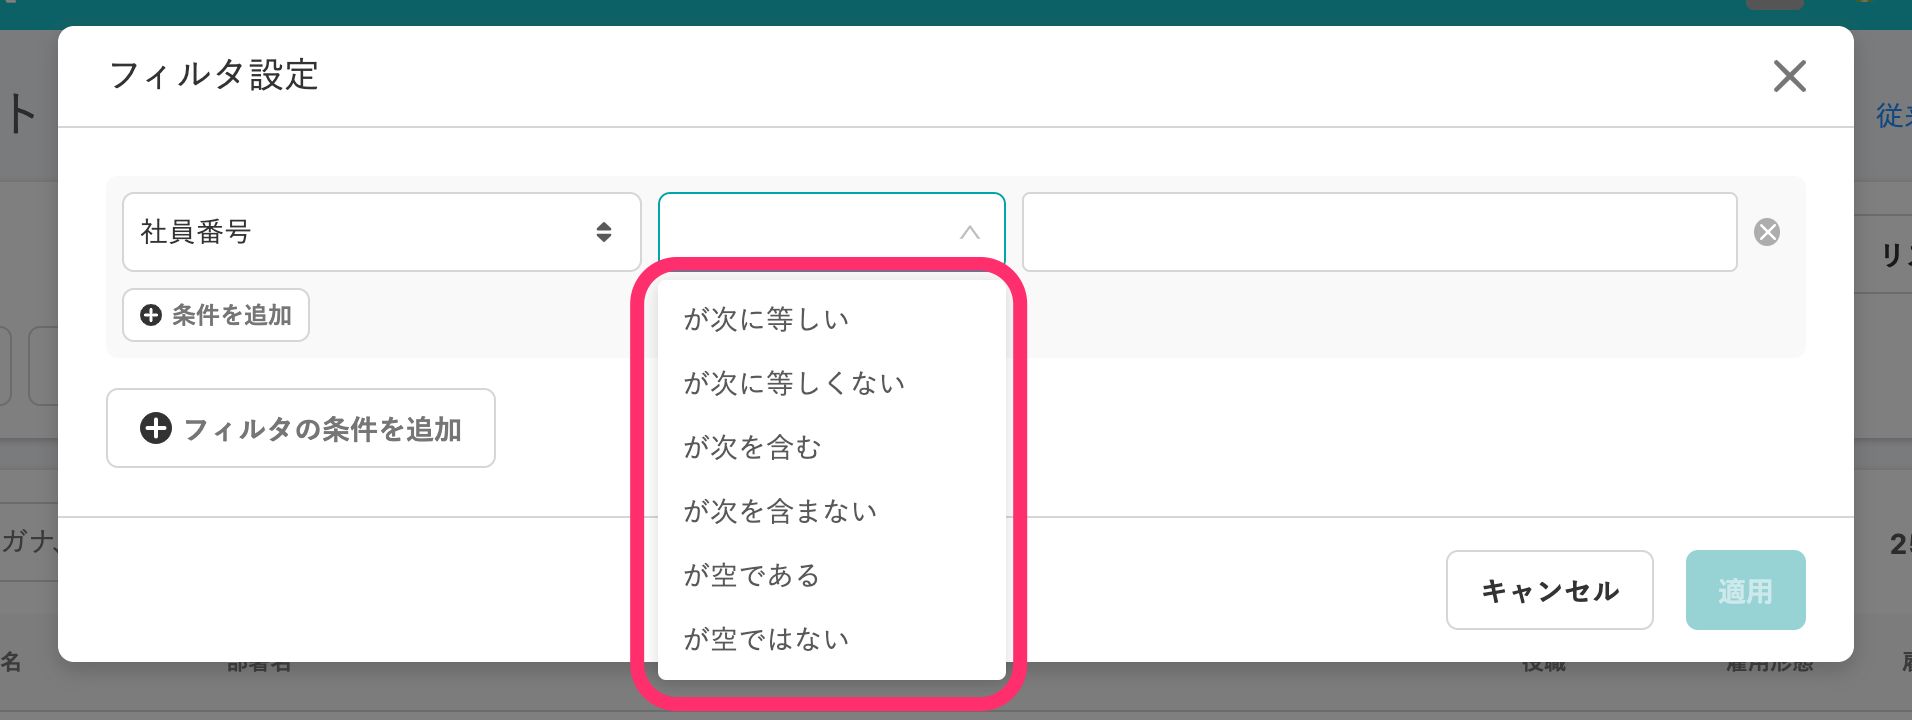 フィルタ設定
ト
従来
社員番号
リス
条件を追加
が次に等しい
が次に等しくない
フィルタの条件を追加
が次を含む
が次を含まない
ガナ、
25
が空である
キャンセル
適用
が空ではない
名
部署名
役職
雇用形態